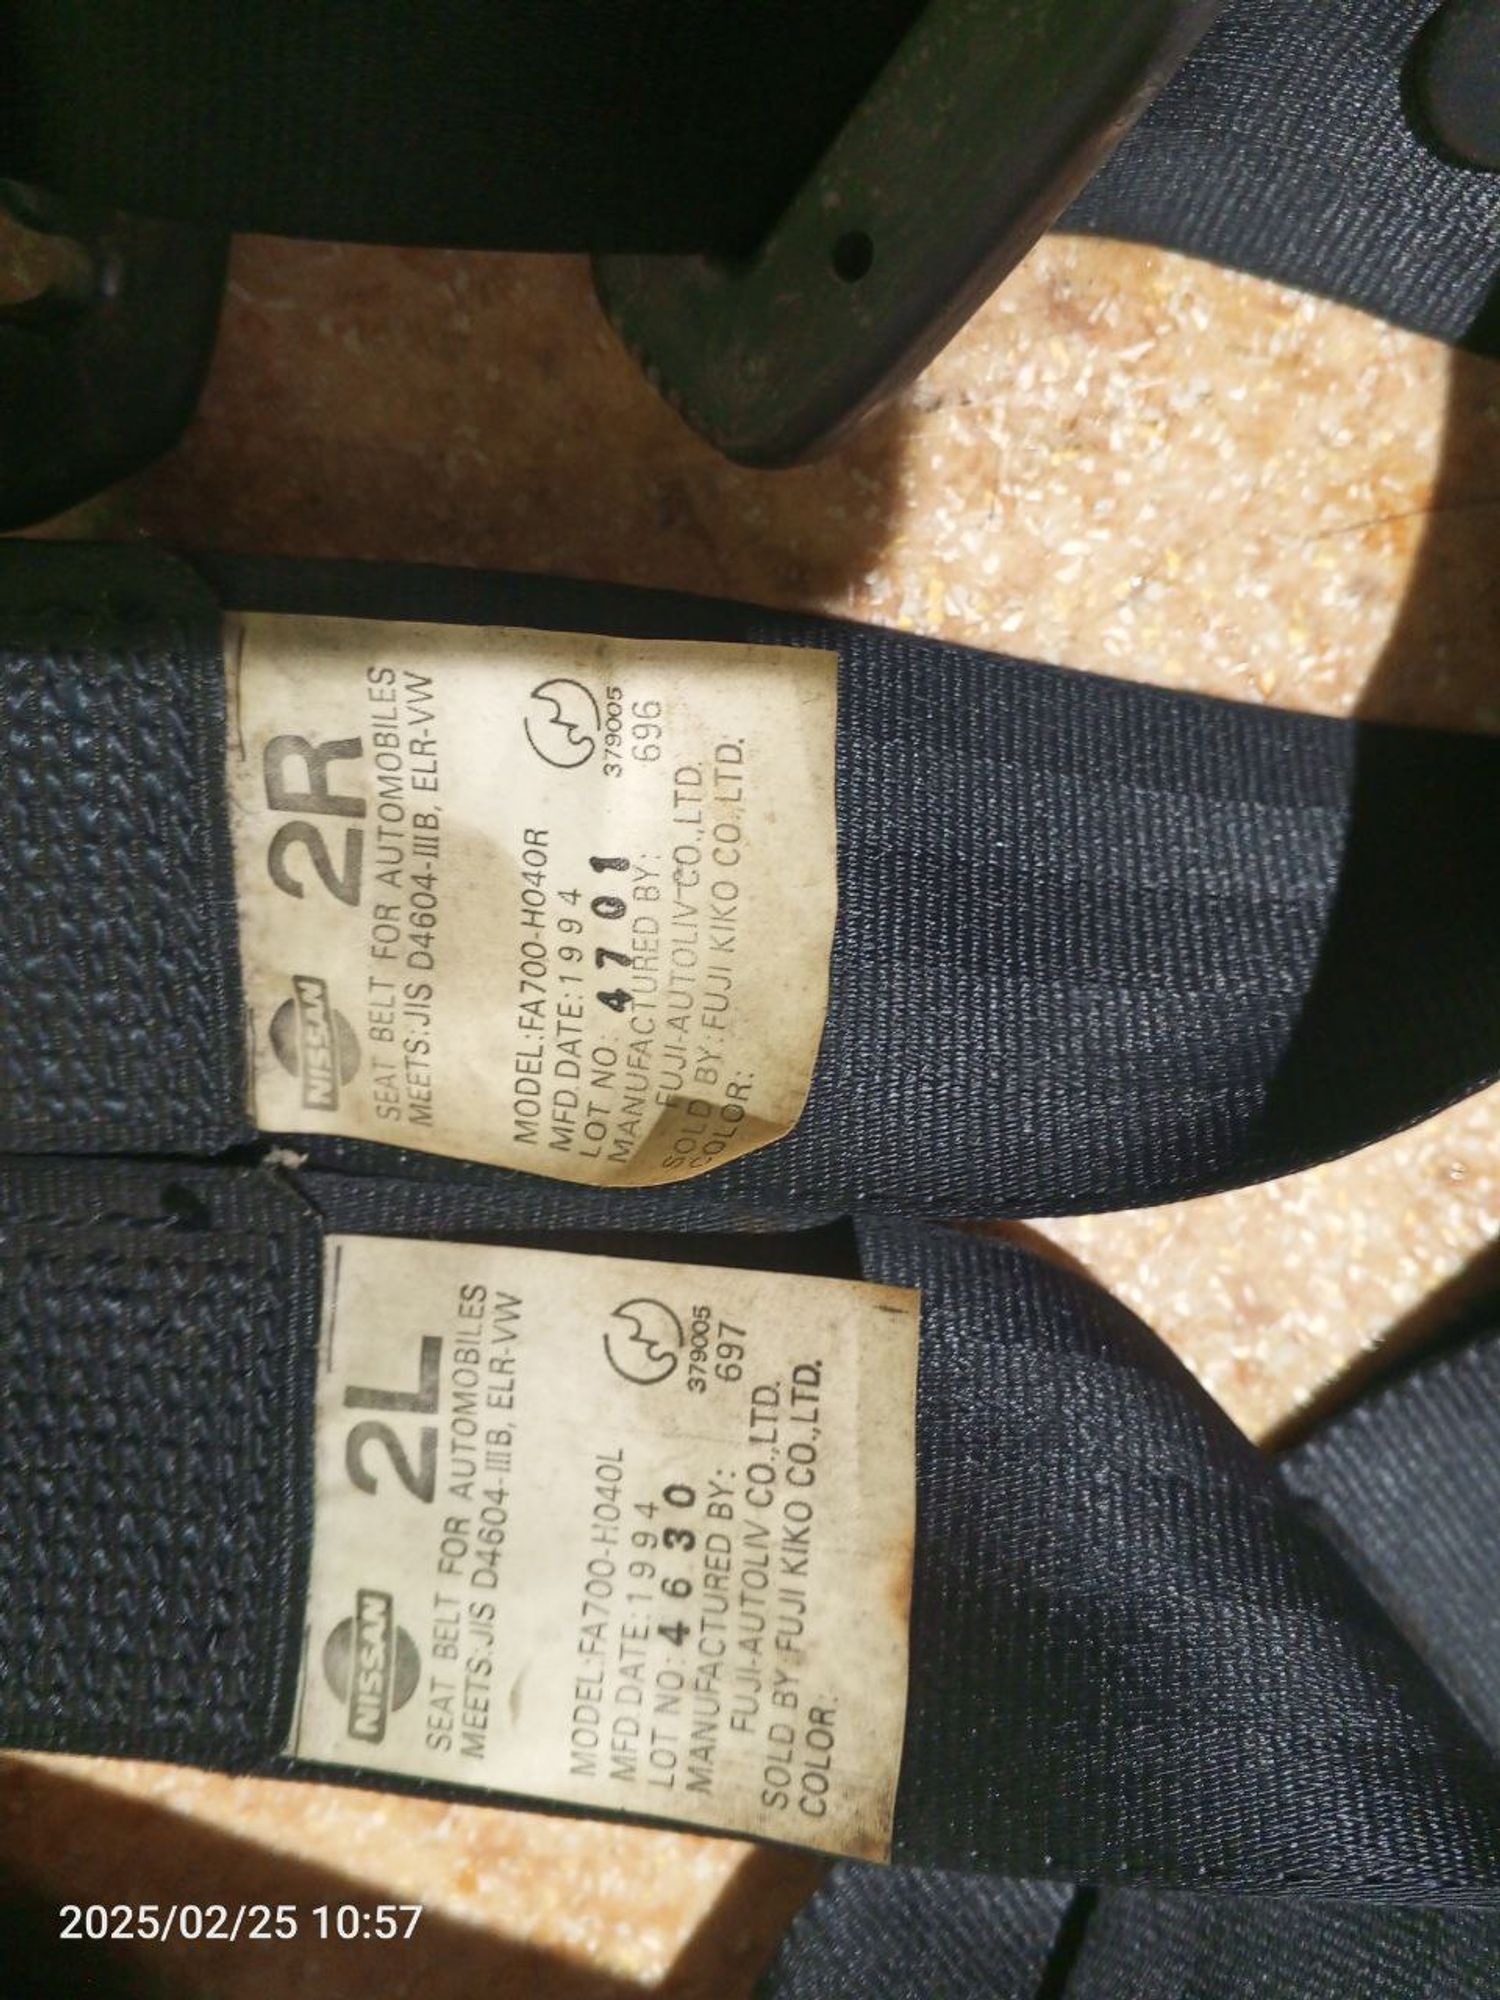 NISSAN 2R
SEAT BELT FOR AUTOMOBILES
MEETS:JIS D4604-IIIB, ELR-VW
MODEL:FA700-H040R
MFD.DATE:1994
379005
LOT NO: 4701 696
MANUFACTURED BY:
FUJI-AUTOLIV CO.,LTD.
SOLD BY:FUJI KIKO CO.,LTD.
COLOR:
NISSAN 2L
SEAT BELT FOR AUTOMOBILES
MEETS:JIS D4604-IIIB, ELR-VW
MODEL:FA700-H040L
MFD.DATE:1994
379005
LOT NO:4630 697
MANUFACTURED BY:
FUJI-AUTOLIV CO.,LTD.
SOLD BY:FUJI KIKO CO.,LTD.
COLOR:
2025/02/25 10:57